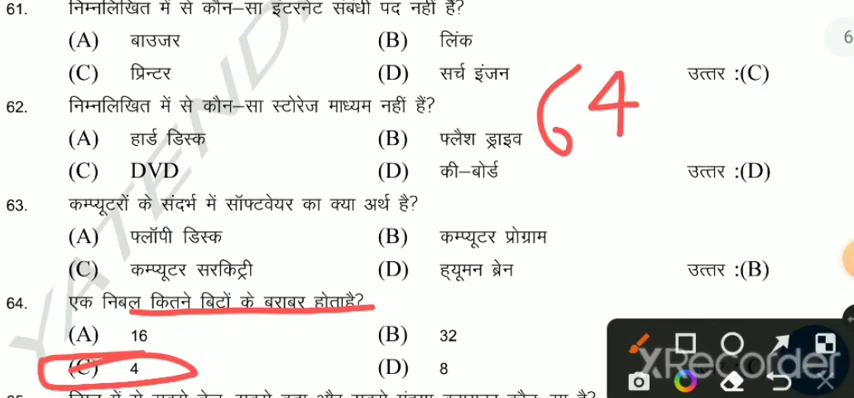 61. निम्नलिखित में से कौन–सा इंटरनेट संबंधी पद नहीं है?
(A) बाउजर (B) लिंक
6
(C) प्रिन्टर (D) सर्च इंजन उत्तर :(C)
64
62. निम्नलिखित में से कौन–सा स्टोरेज माध्यम नहीं हैं?
(A) हार्ड डिस्क (B) फ्लैश ड्राइव
(C) DVD (D) की–बोर्ड उत्तर :(D)
63. कम्प्यूटरों के संदर्भ में सॉफ्टवेयर का क्या अर्थ है?
(A) फ्लॉपी डिस्क (B) कम्प्यूटर प्रोग्राम
(C) कम्प्यूटर सरकिट्री (D) ह्यूमन ब्रेन उत्तर :(B)
64. एक निबल कितने बिटों के बराबर होताहै?
(A) 16 (B) 32
(C) 4 (D) 8
XRecorder
YATEND